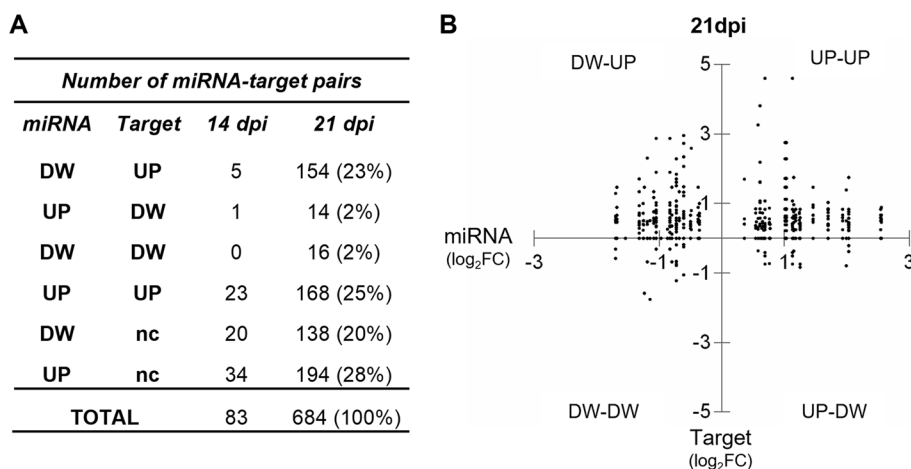 A
Number of miRNA-target pairs
miRNA Target 14 dpi 21 dpi
DW UP 5 154 (23%)
UP DW 1 14 (2%)
DW DW 0 16 (2%)
UP UP 23 168 (25%)
DW nc 20 138 (20%)
UP nc 34 194 (28%)
TOTAL 83 684 (100%)
B
21dpi
DW-UP
UP-UP
5
3
1
miRNA
(log₂FC)
-3
-1
1
3
-1
-3
-5
DW-DW
UP-DW
Target
(log₂FC)